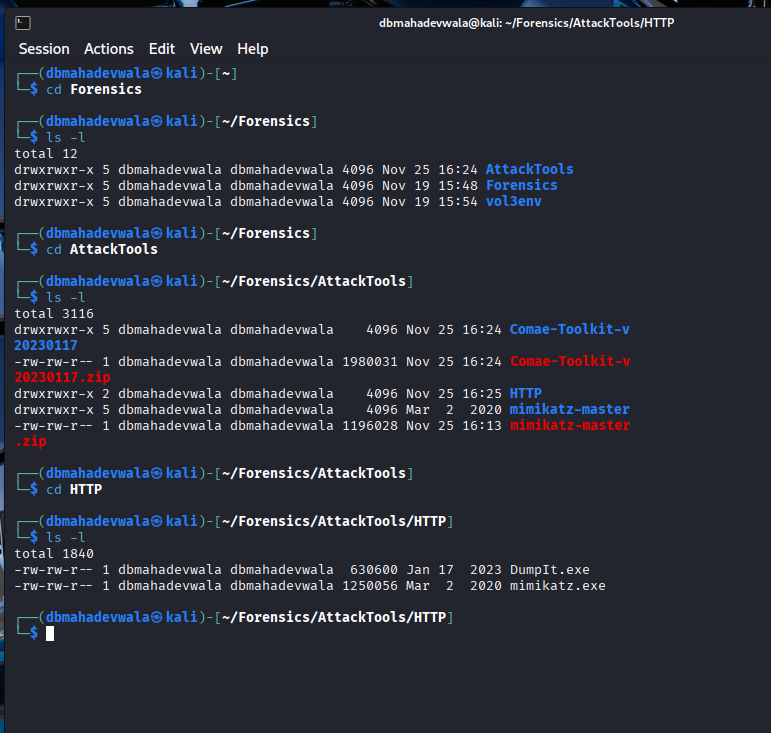 dbmahadevwala@kali: ~/Forensics/AttackTools/HTTP
Session Actions Edit View Help
┌──(dbmahadevwala㉿kali)-[~]
└─$ cd Forensics
┌──(dbmahadevwala㉿kali)-[~/Forensics]
└─$ ls -l
total 12
drwxrwxr-x 5 dbmahadevwala dbmahadevwala 4096 Nov 25 16:24 AttackTools
drwxrwxr-x 5 dbmahadevwala dbmahadevwala 4096 Nov 19 15:48 Forensics
drwxrwxr-x 5 dbmahadevwala dbmahadevwala 4096 Nov 19 15:54 vol3env
┌──(dbmahadevwala㉿kali)-[~/Forensics]
└─$ cd AttackTools
┌──(dbmahadevwala㉿kali)-[~/Forensics/AttackTools]
└─$ ls -l
total 3116
drwxrwxr-x 5 dbmahadevwala dbmahadevwala    4096 Nov 25 16:24 Comae-Toolkit-v
20230117
-rw-rw-r-- 1 dbmahadevwala dbmahadevwala 1980031 Nov 25 16:24 Comae-Toolkit-v
20230117.zip
drwxrwxr-x 2 dbmahadevwala dbmahadevwala    4096 Nov 25 16:25 HTTP
drwxrwxr-x 5 dbmahadevwala dbmahadevwala    4096 Mar  2  2020 mimikatz-master
-rw-rw-r-- 1 dbmahadevwala dbmahadevwala 1196028 Nov 25 16:13 mimikatz-master
.zip
┌──(dbmahadevwala㉿kali)-[~/Forensics/AttackTools]
└─$ cd HTTP
┌──(dbmahadevwala㉿kali)-[~/Forensics/AttackTools/HTTP]
└─$ ls -l
total 1840
-rw-rw-r-- 1 dbmahadevwala dbmahadevwala  630600 Jan 17  2023 DumpIt.exe
-rw-rw-r-- 1 dbmahadevwala dbmahadevwala 1250056 Mar  2  2020 mimikatz.exe
┌──(dbmahadevwala㉿kali)-[~/Forensics/AttackTools/HTTP]
└─$